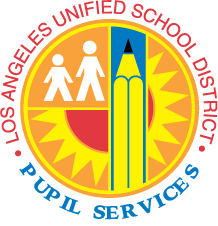 • LOS ANGELES UNIFIED SCHOOL DISTRICT •
PUPIL SERVICES